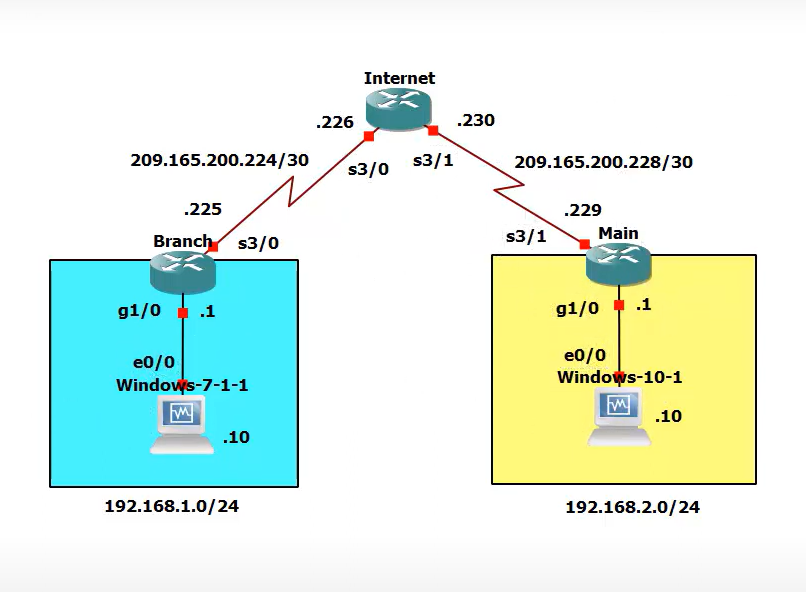 Internet
.226
.230
209.165.200.224/30
s3/0
s3/1
209.165.200.228/30
.225
.229
Branch
s3/0
s3/1
Main
g1/0
.1
g1/0
.1
e0/0
e0/0
Windows-7-1-1
Windows-10-1
.10
.10
192.168.1.0/24
192.168.2.0/24